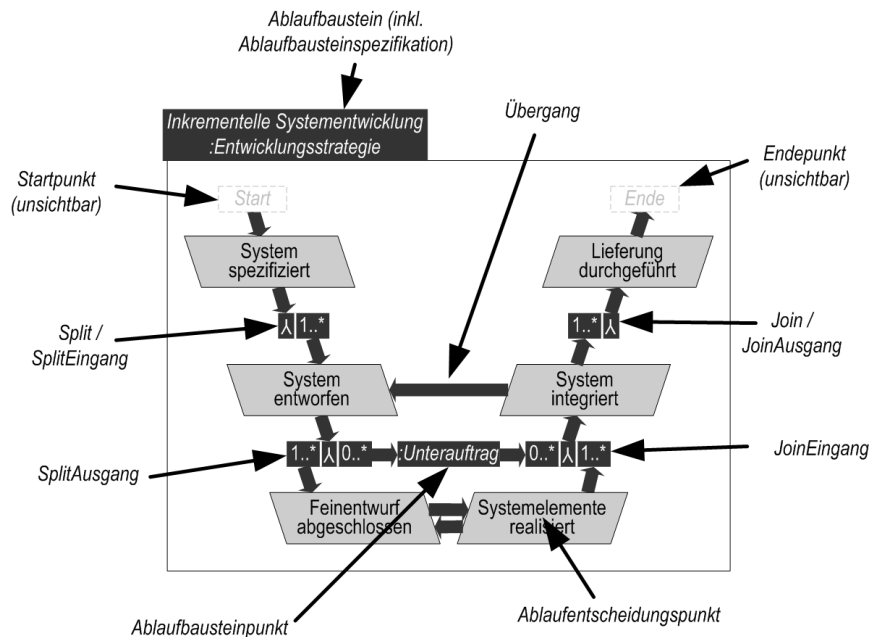 Ablaufbaustein (inkl.
Ablaufbausteinspezifikation)
Inkrementelle Systementwicklung
:Entwicklungsstrategie
Übergang
Startpunkt
(unsichtbar)
Start
Ende
Endepunkt
(unsichtbar)
System
spezifiziert
Lieferung
durchgeführt
Split /
SplitEingang
⅄ 1..*
1..* ⅄
Join /
JoinAusgang
System
entworfen
System
integriert
SplitAusgang
1..* ⅄ 0..*
:Unterauftrag
0..* ⅄ 1..*
JoinEingang
Feinentwurf
abgeschlossen
Systemelemente
realisiert
Ablaufbausteinpunkt
Ablaufentscheidungspunkt